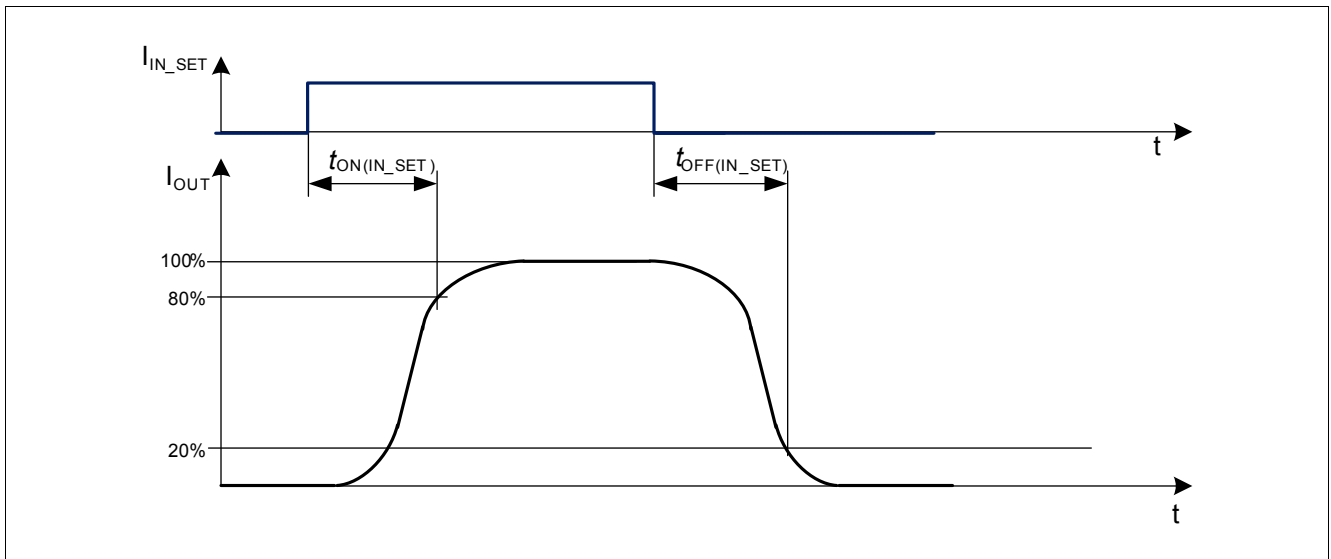 I_IN_SET
t
t_ON(IN_SET)
t_OFF(IN_SET)
I_OUT
100%
80%
20%
t